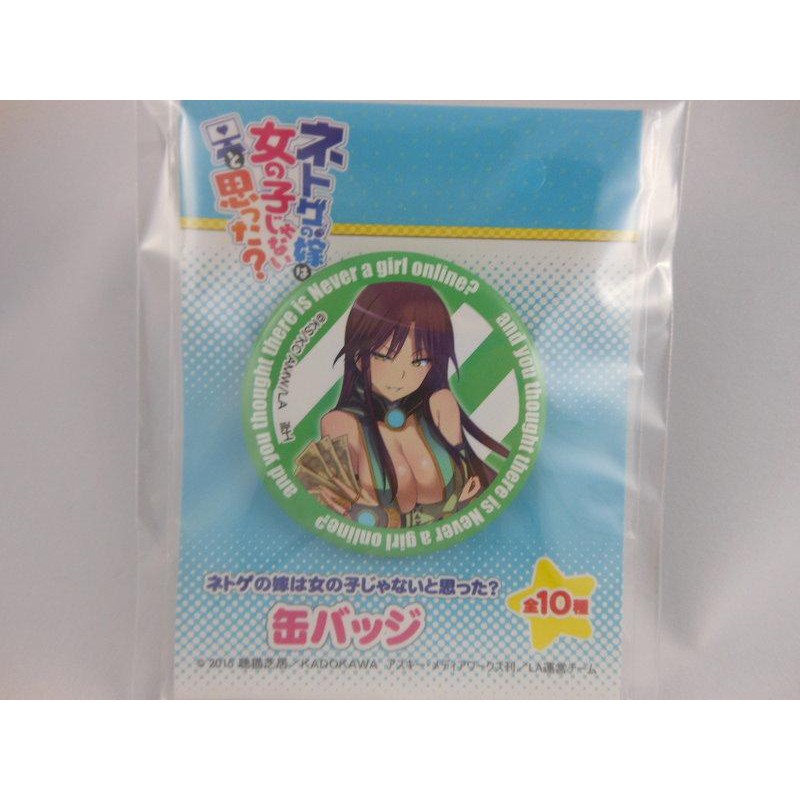 ネトゲの嫁は
女の子じゃない
と思った?
and you thought there is Never a girl online?
and you thought there is Never a girl online?
©KS/KC/AMW/LA
ネトゲの嫁は女の子じゃないと思った?
缶バッジ
全10種
© 2015 聴猫芝居/KADOKAWA アスキー・メディアワークス刊/LA運営チーム